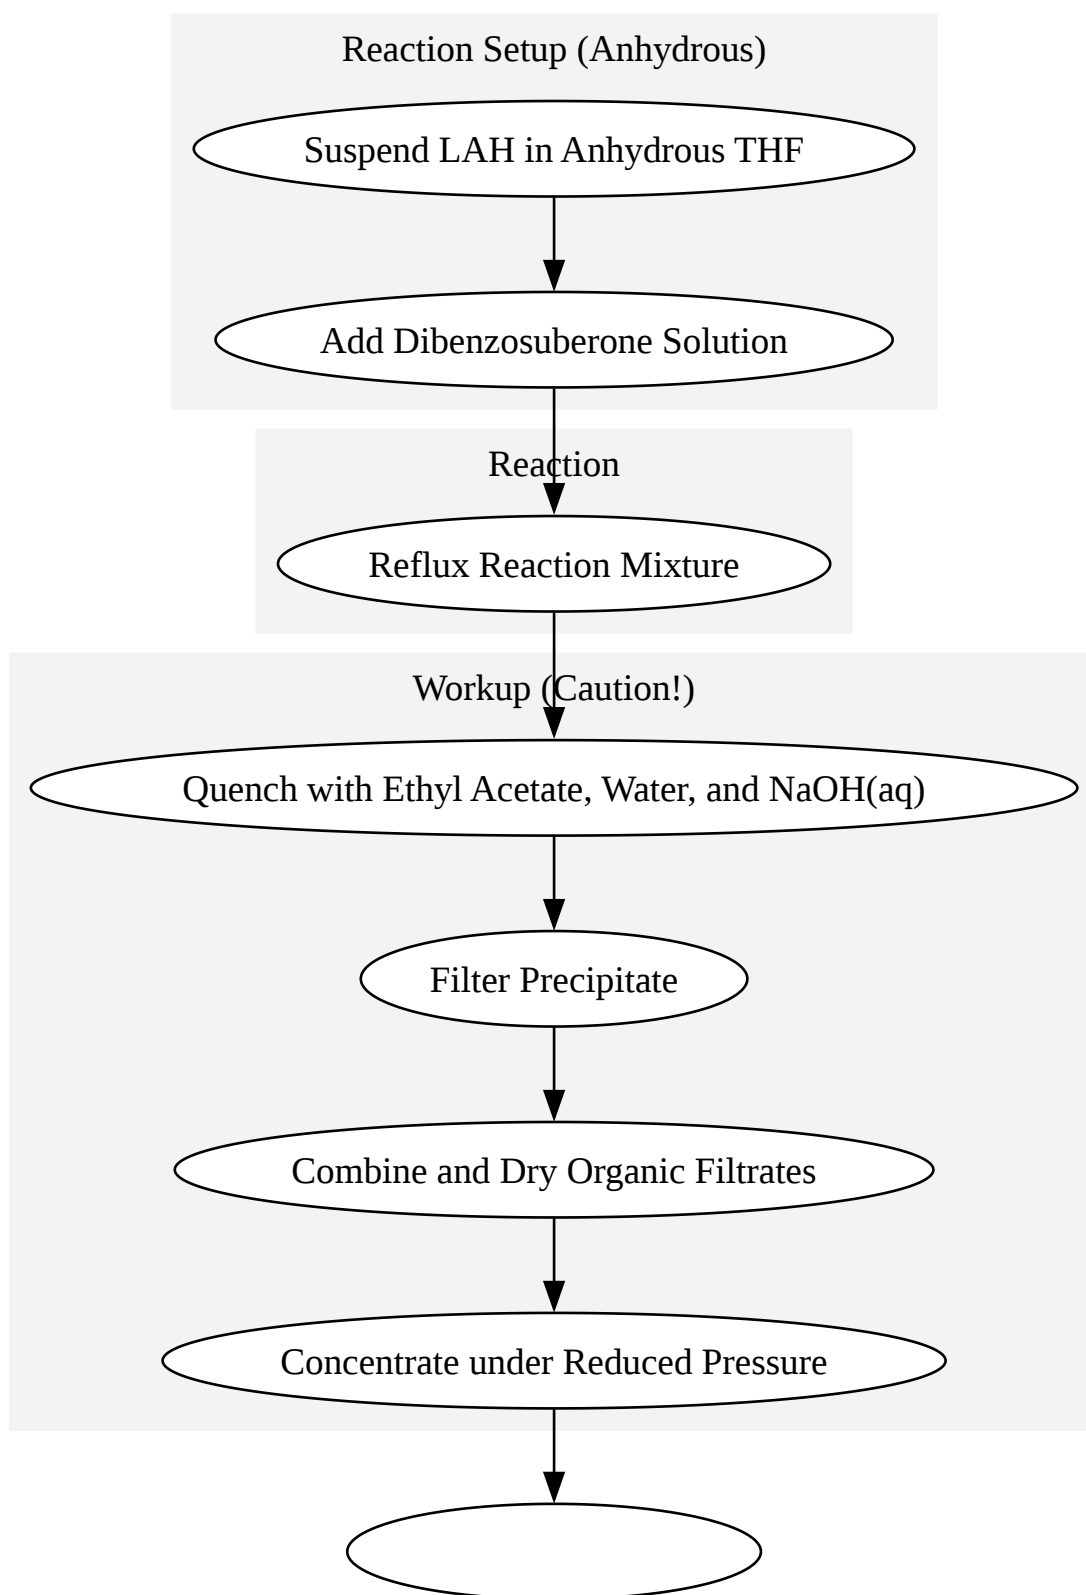 Reaction Setup (Anhydrous)
Suspend LAH in Anhydrous THF
Add Dibenzosuberone Solution
Reaction
Reflux Reaction Mixture
Workup (Caution!)
Quench with Ethyl Acetate, Water, and NaOH(aq)
Filter Precipitate
Combine and Dry Organic Filtrates
Concentrate under Reduced Pressure